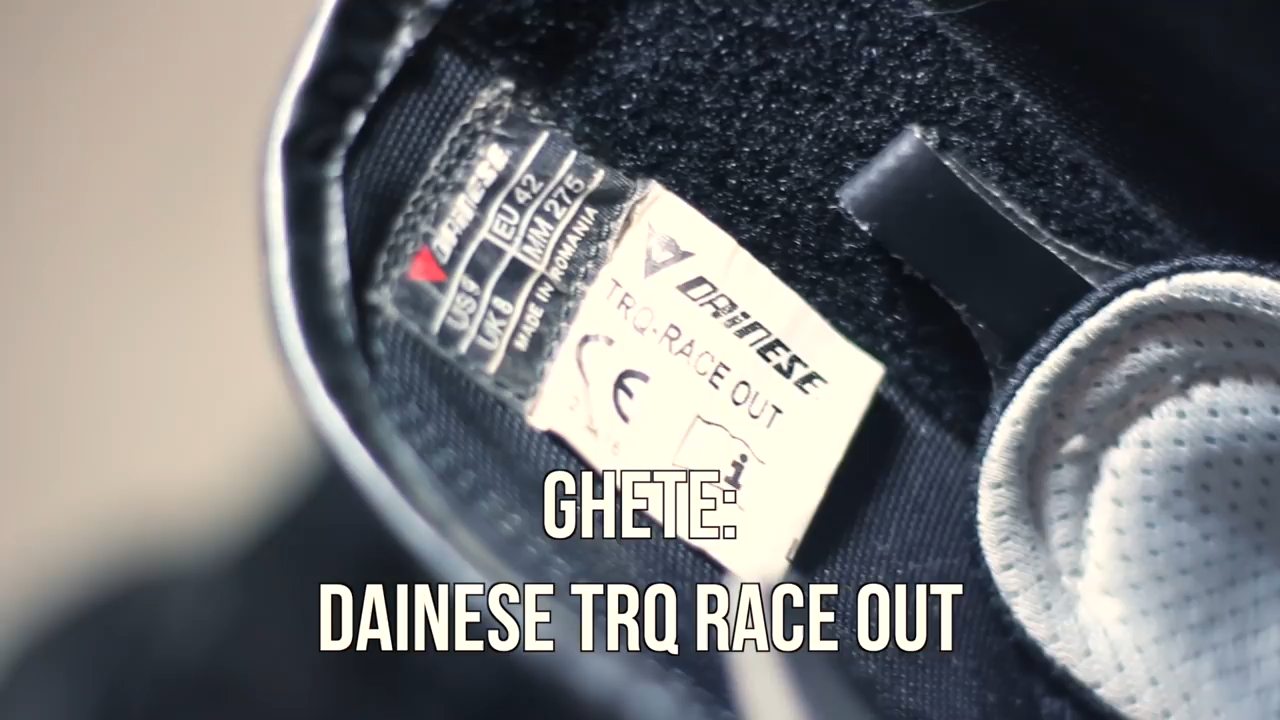 DAINESE
EU 42
US 9
MM 275
UK 8
MADE IN ROMANIA
DAINESE
TRQ-RACE OUT
CE
i
GHETE:
DAINESE TRQ RACE OUT